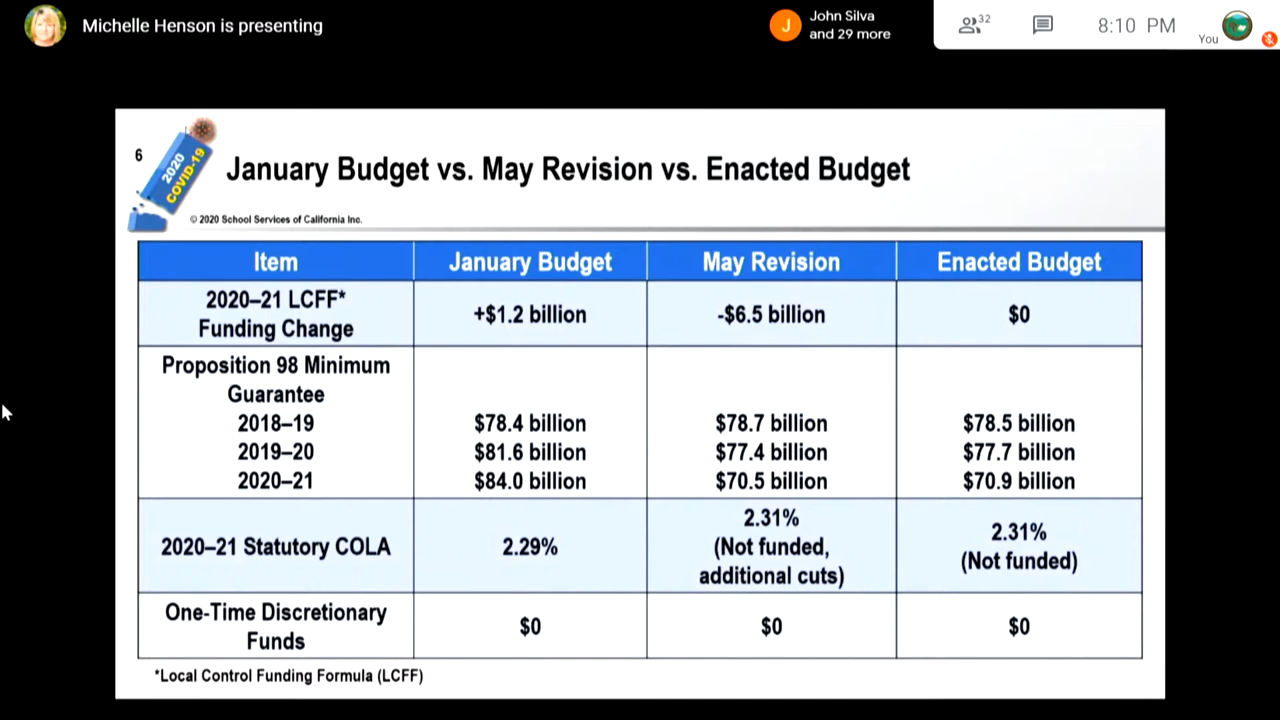 Michelle Henson is presenting
J
John Silva
and 29 more
32
8:10 PM
You
6
2020
COVID-19
January Budget vs. May Revision vs. Enacted Budget
© 2020 School Services of California Inc.
Item January Budget May Revision Enacted Budget
2020–21 LCFF*
Funding Change
+$1.2 billion -$6.5 billion $0
Proposition 98 Minimum
Guarantee
2018–19 $78.4 billion $78.7 billion $78.5 billion
2019–20 $81.6 billion $77.4 billion $77.7 billion
2020–21 $84.0 billion $70.5 billion $70.9 billion
2020–21 Statutory COLA
2.29%
2.31%
(Not funded,
additional cuts)
2.31%
(Not funded)
One-Time Discretionary
Funds
$0 $0 $0
*Local Control Funding Formula (LCFF)